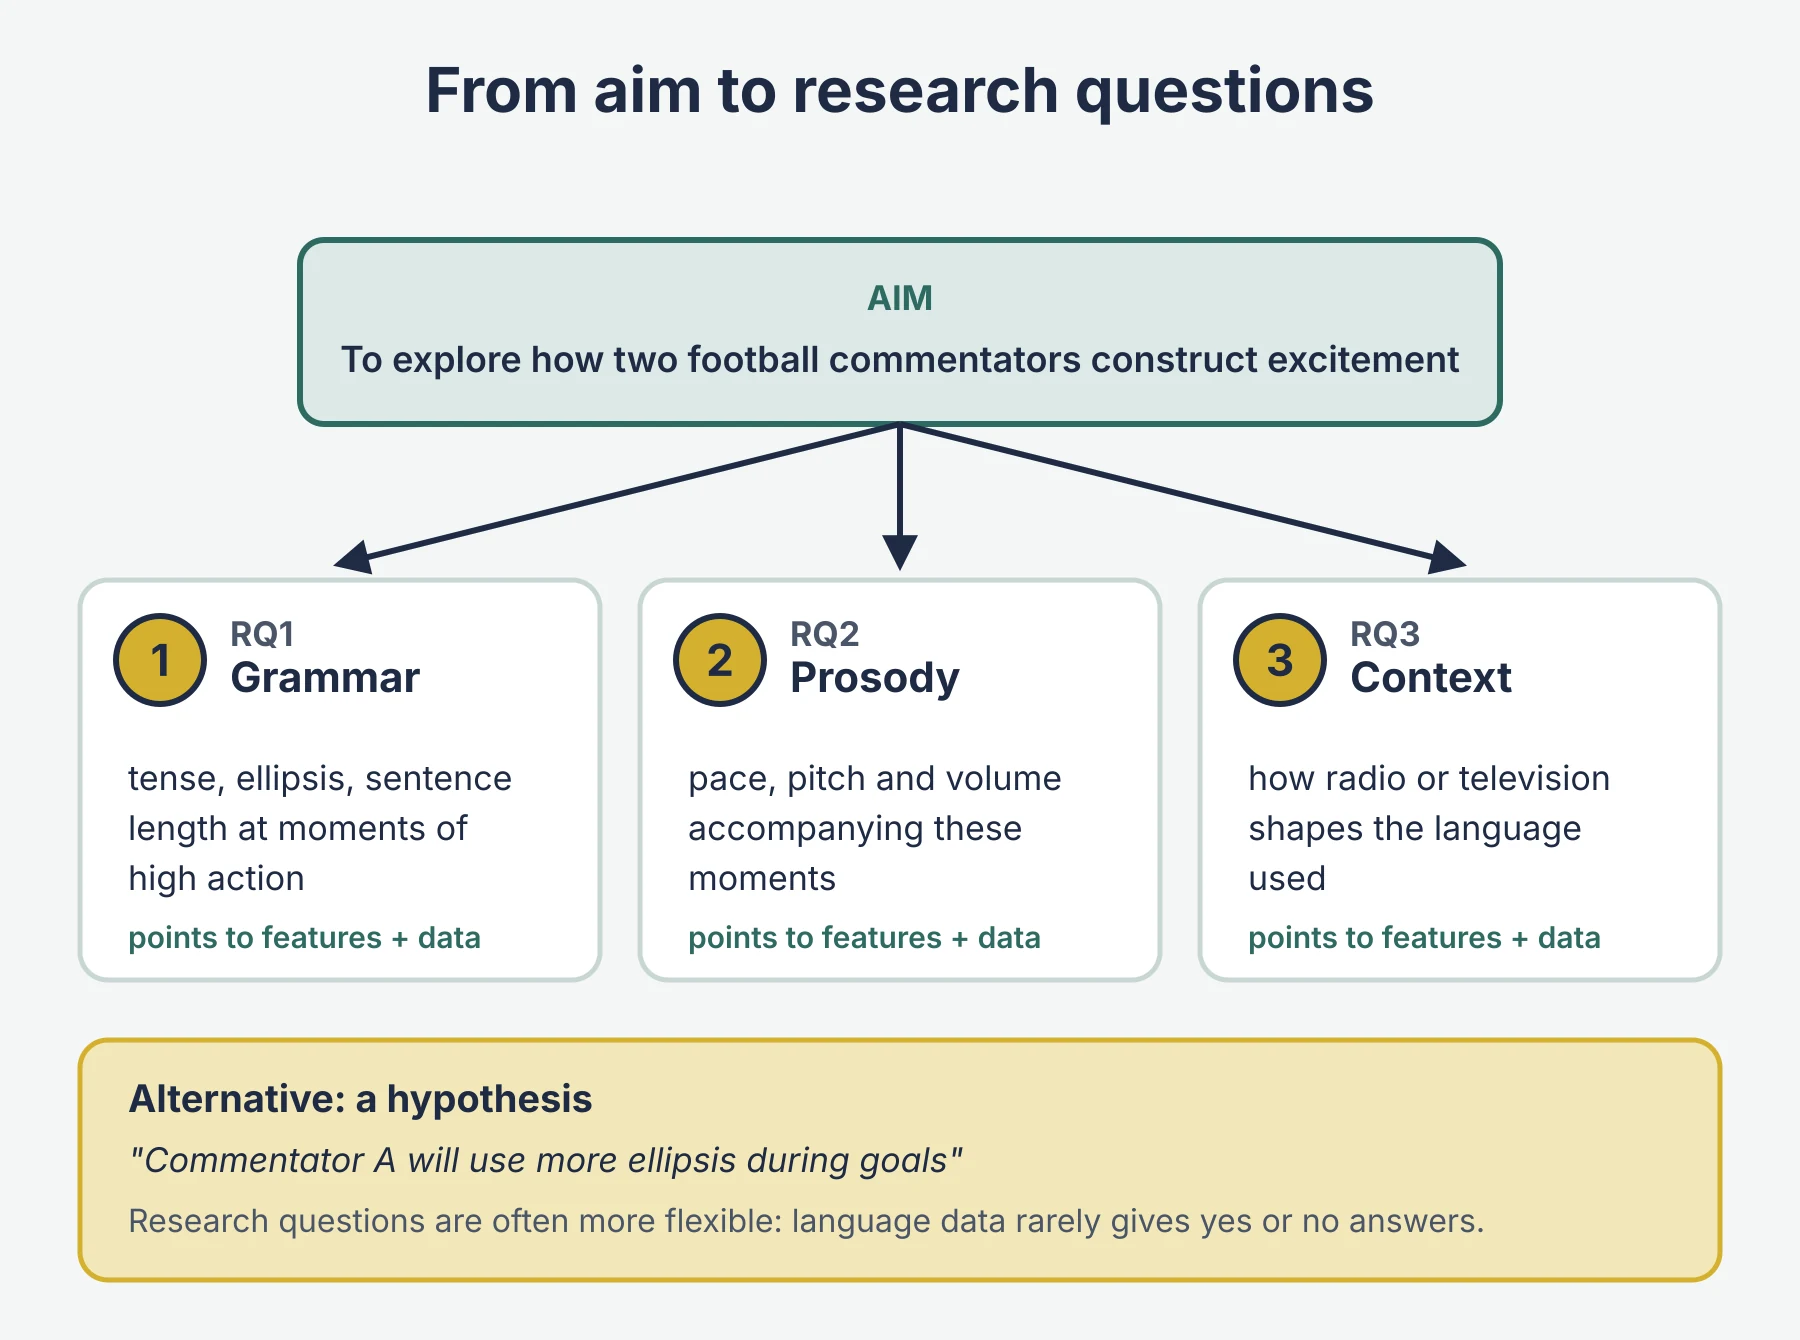 From aim to research questions
AIM
To explore how two football commentators construct excitement
1
RQ1
Grammar
tense, ellipsis, sentence
length at moments of
high action
points to features + data
2
RQ2
Prosody
pace, pitch and volume
accompanying these
moments
points to features + data
3
RQ3
Context
how radio or television
shapes the language
used
points to features + data
Alternative: a hypothesis
"Commentator A will use more ellipsis during goals"
Research questions are often more flexible: language data rarely gives yes or no answers.